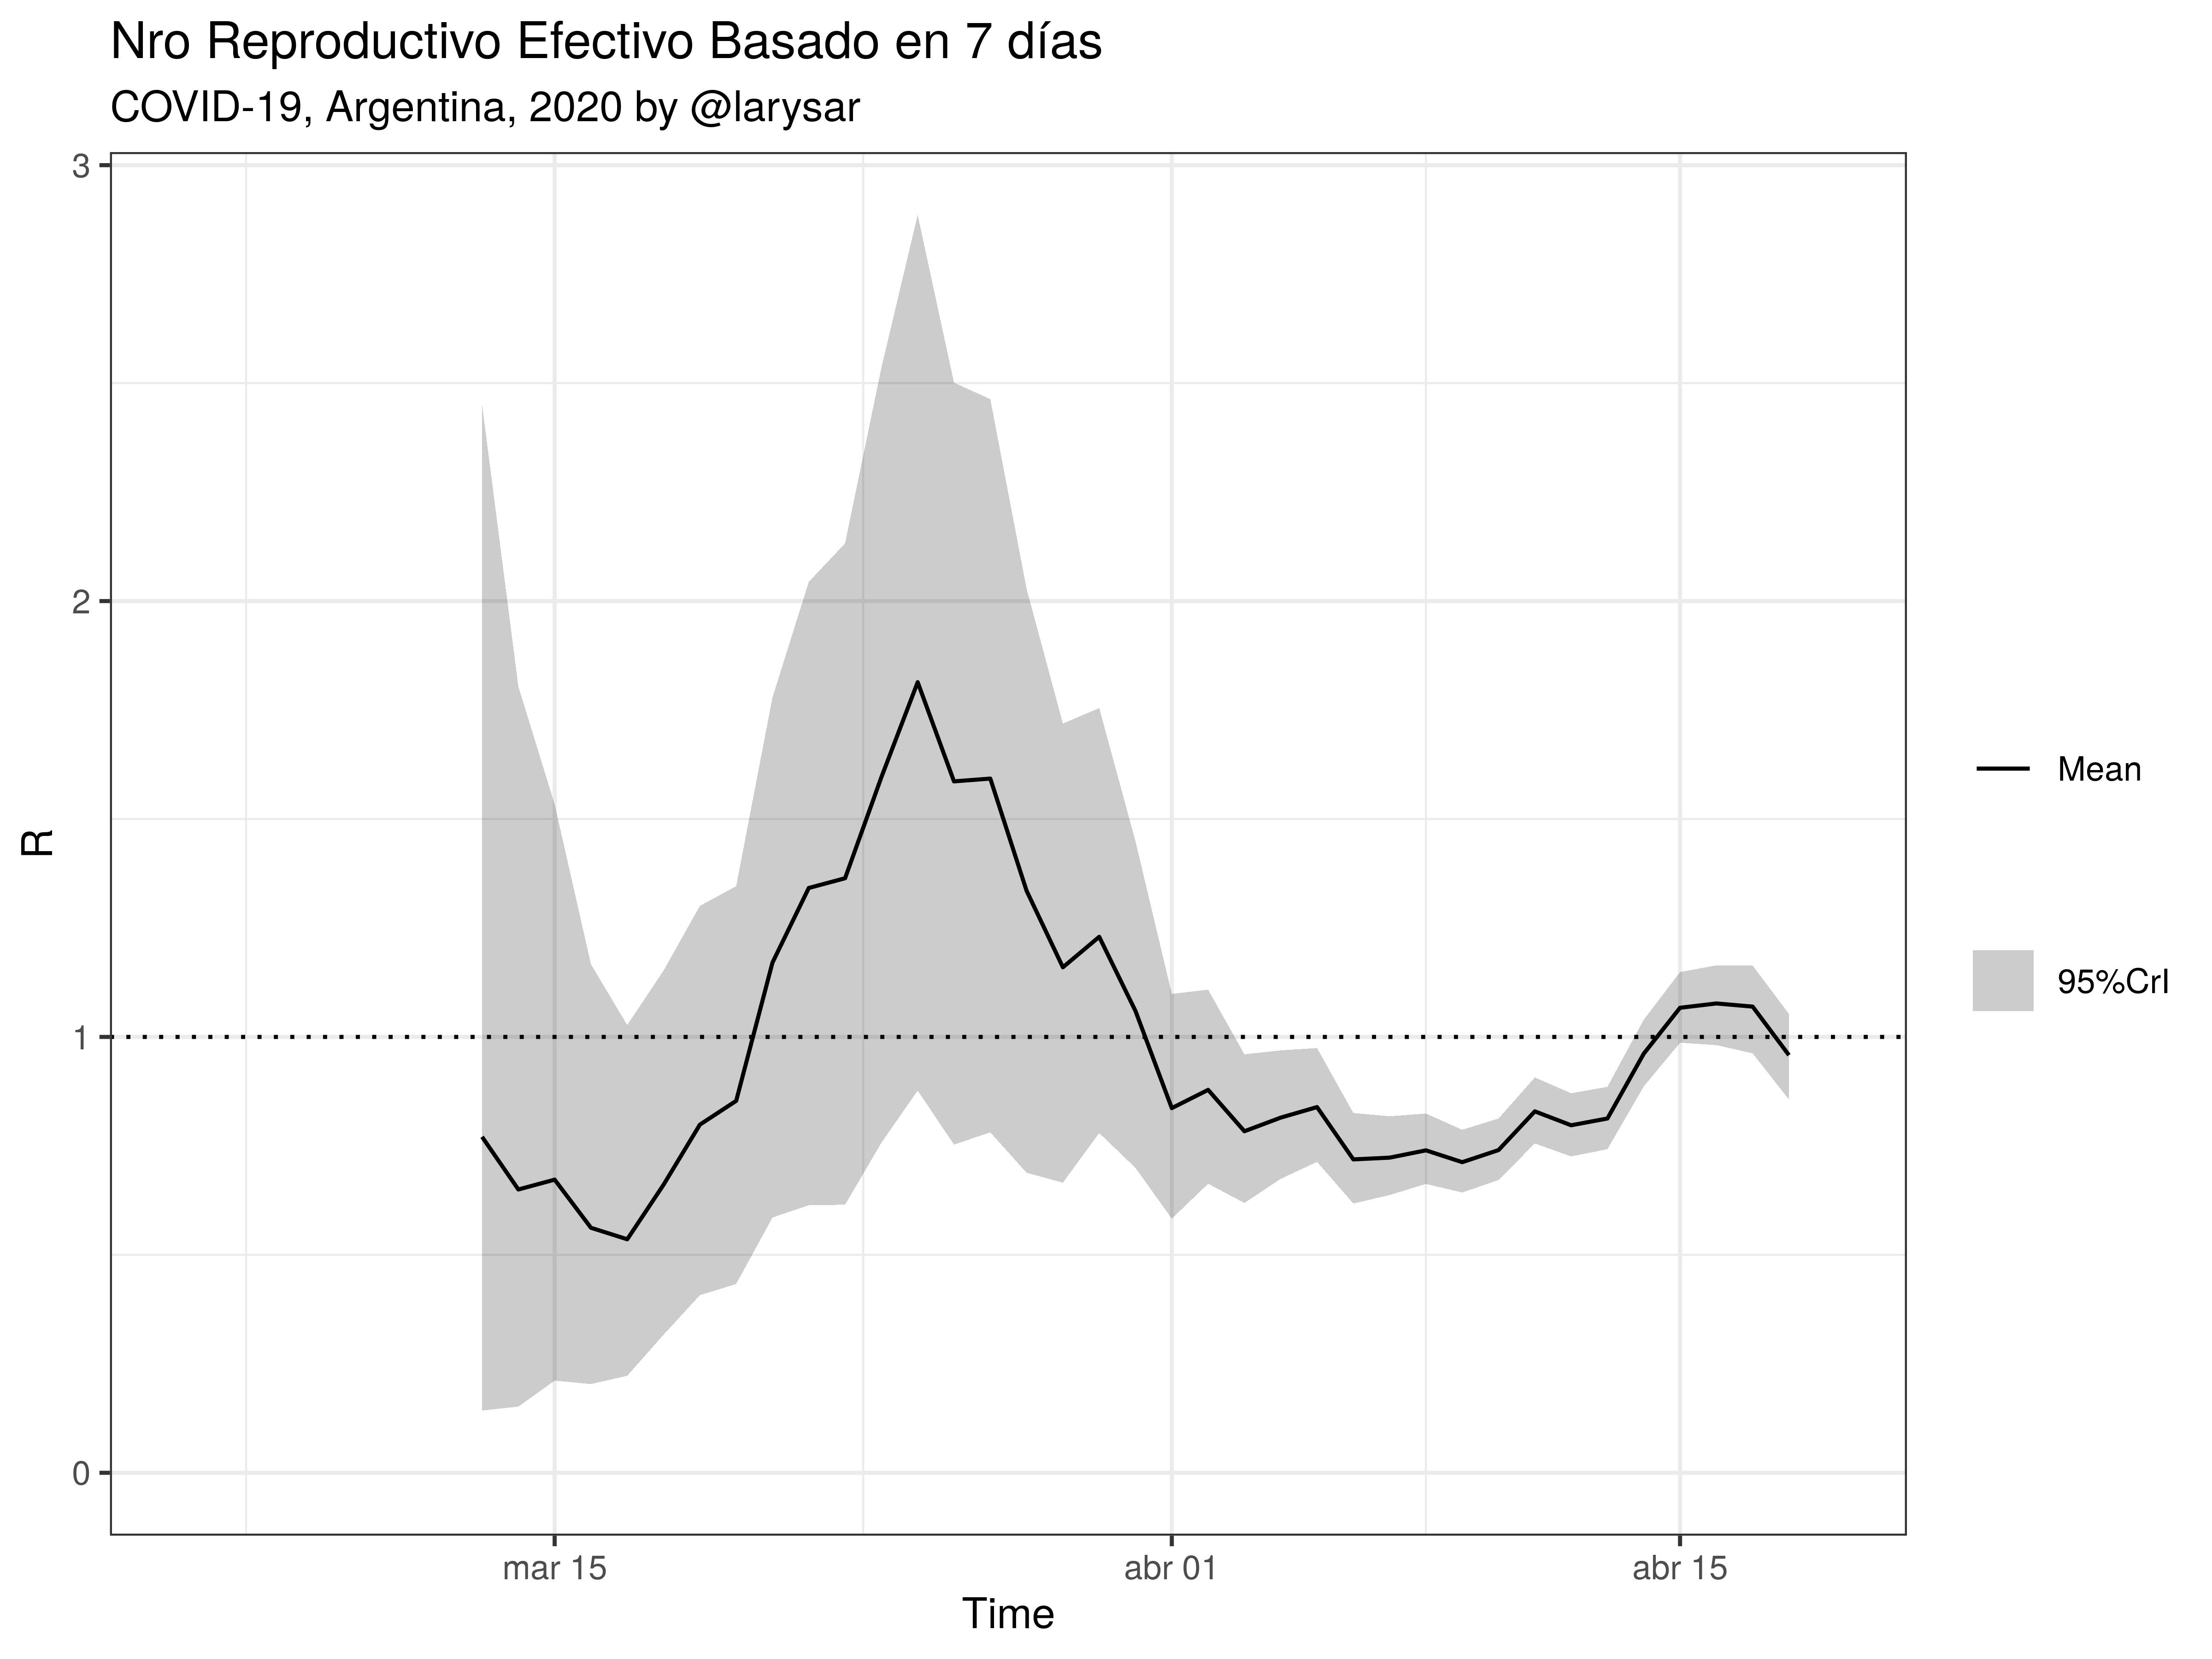 Nro Reproductivo Efectivo Basado en 7 días
COVID-19, Argentina, 2020 by @larysar
3
2
1
0
R
mar 15
abr 01
abr 15
Time
Mean
95%CrI